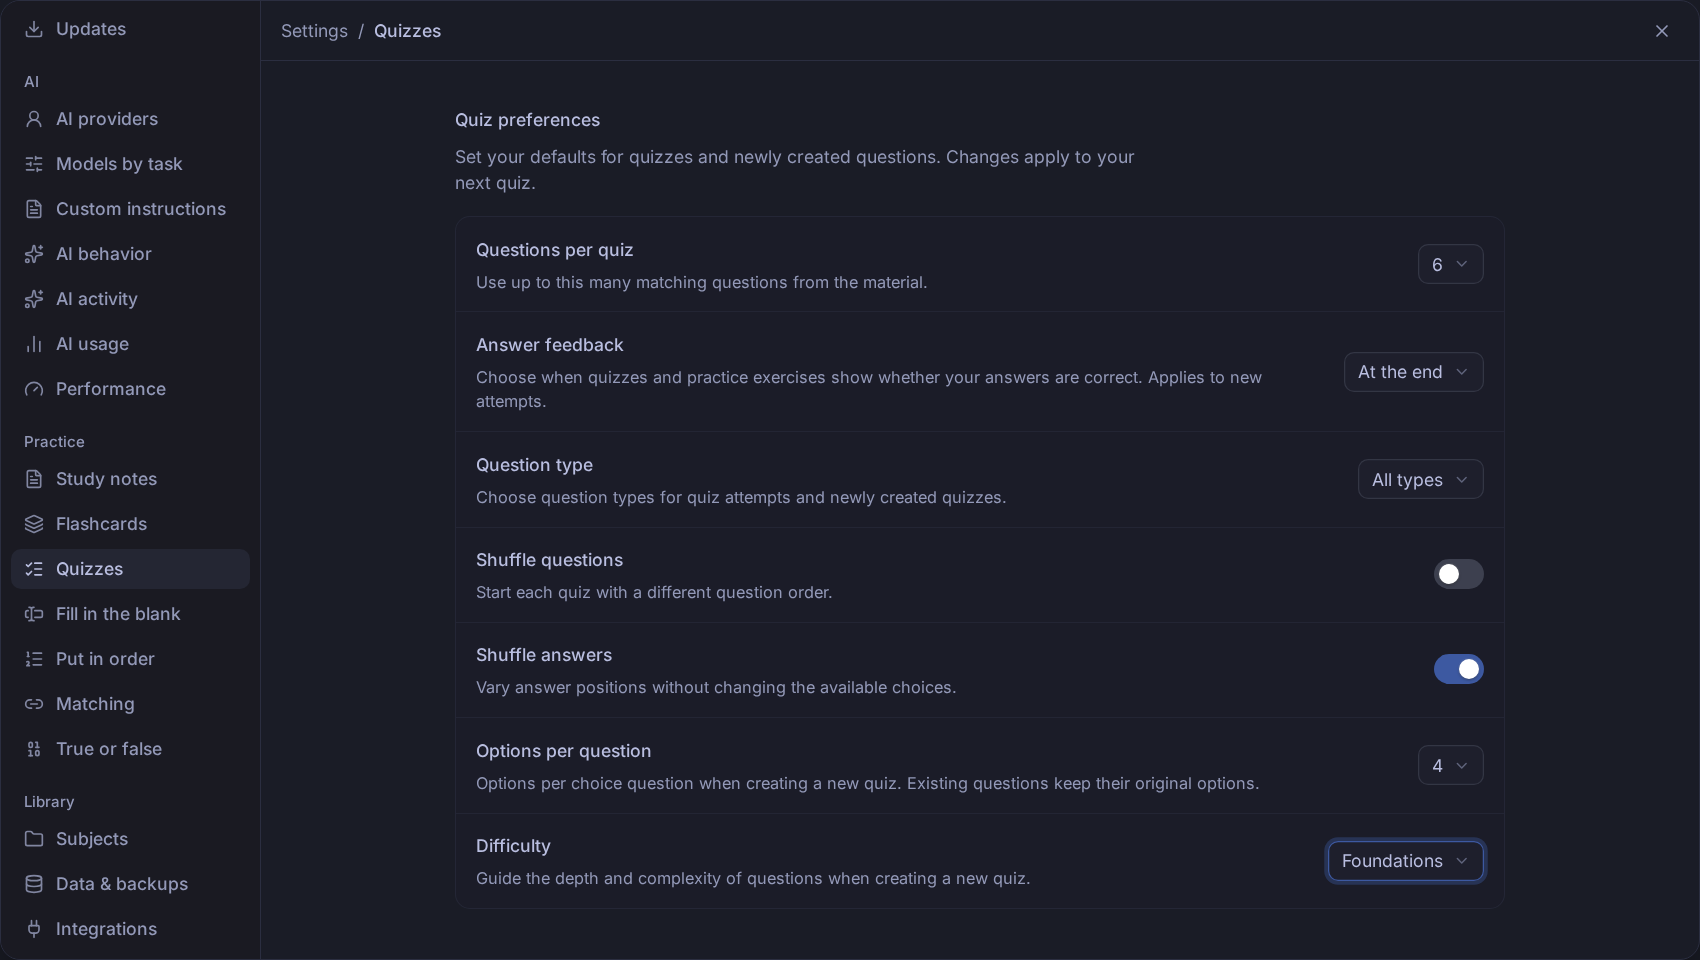 Updates
AI
AI providers
Models by task
Custom instructions
AI behavior
AI activity
AI usage
Performance
Practice
Study notes
Flashcards
Quizzes
Fill in the blank
Put in order
Matching
True or false
Library
Subjects
Data & backups
Integrations
Settings / Quizzes
Quiz preferences
Set your defaults for quizzes and newly created questions. Changes apply to your
next quiz.
Questions per quiz
Use up to this many matching questions from the material.
6
Answer feedback
Choose when quizzes and practice exercises show whether your answers are correct. Applies to new
attempts.
At the end
Question type
Choose question types for quiz attempts and newly created quizzes.
All types
Shuffle questions
Start each quiz with a different question order.
Shuffle answers
Vary answer positions without changing the available choices.
Options per question
Options per choice question when creating a new quiz. Existing questions keep their original options.
4
Difficulty
Guide the depth and complexity of questions when creating a new quiz.
Foundations